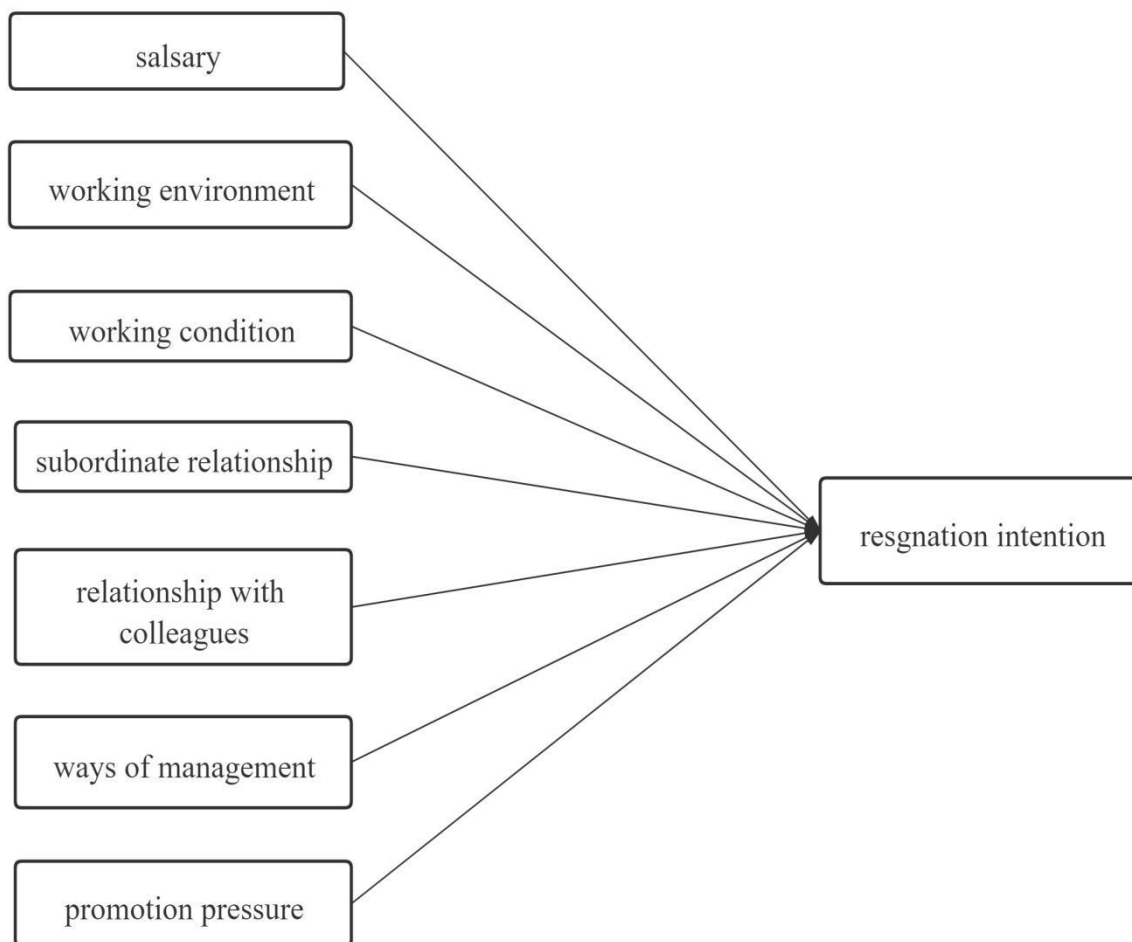 salsary
working environment
working condition
subordinate relationship
relationship with
colleagues
ways of management
promotion pressure
resgnation intention